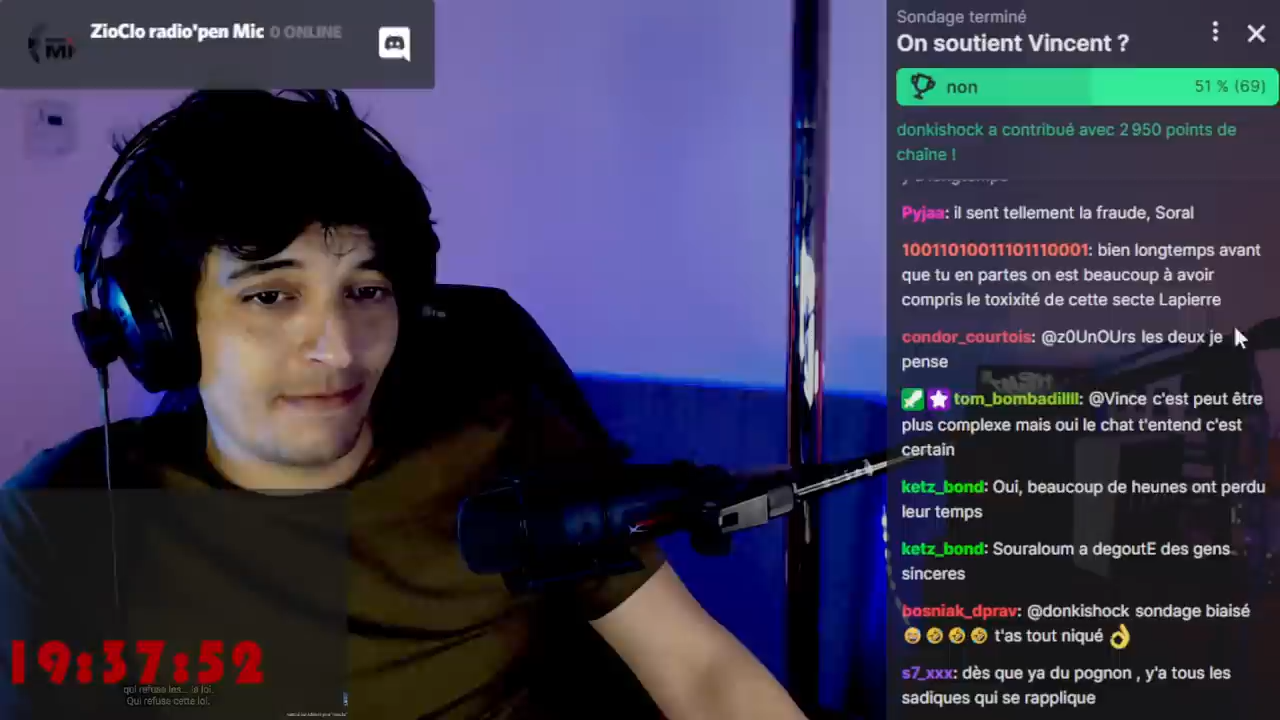 ZioClo radio'pen Mic 0 ONLINE
Sondage terminé
On soutient Vincent ?
non 51 % (69)
donkishock a contribué avec 2 950 points de
chaîne !
Pyjaa: il sent tellement la fraude, Soral
10011010011101110001: bien longtemps avant
que tu en partes on est beaucoup à avoir
compris le toxixité de cette secte Lapierre
condor_courtois: @z0UnOUrs les deux je
pense
tom_bombadillll: @Vince c'est peut être
plus complexe mais oui le chat t'entend c'est
certain
ketz_bond: Oui, beaucoup de heunes ont perdu
leur temps
ketz_bond: Souraloum a degoutE des gens
sinceres
bosniak_dprav: @donkishock sondage biaisé
😄🤣🤣🤣 t'as tout niqué 👌
s7_xxx: dès que ya du pognon , y'a tous les
sadiques qui se rapplique
19:37:52
qui refuse les... la loi.
Qui refuse cette loi.